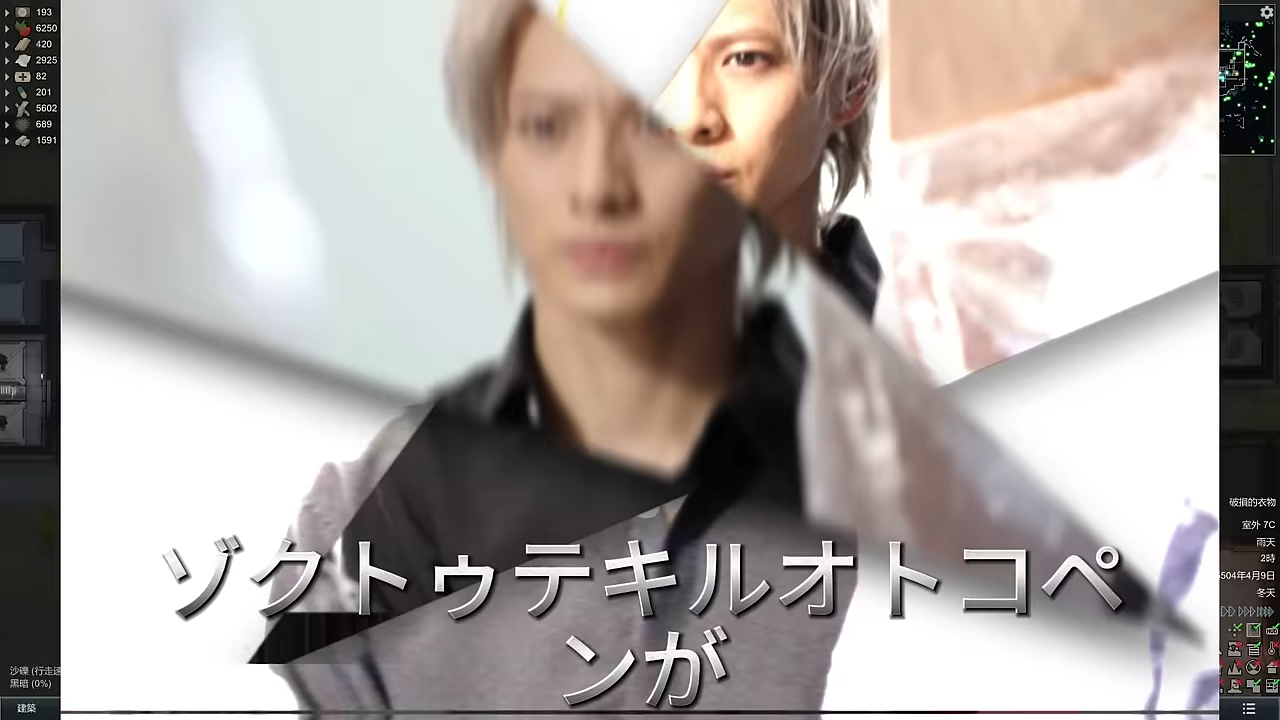 193
6250
420
2925
82
201
5602
689
1591
ゾクトゥテキルオトコペ
ンが
破損的衣物
室外 7C
雨天
2時
504年4月9日
冬天
沙礫 (行走速
黑暗 (0%)
建築